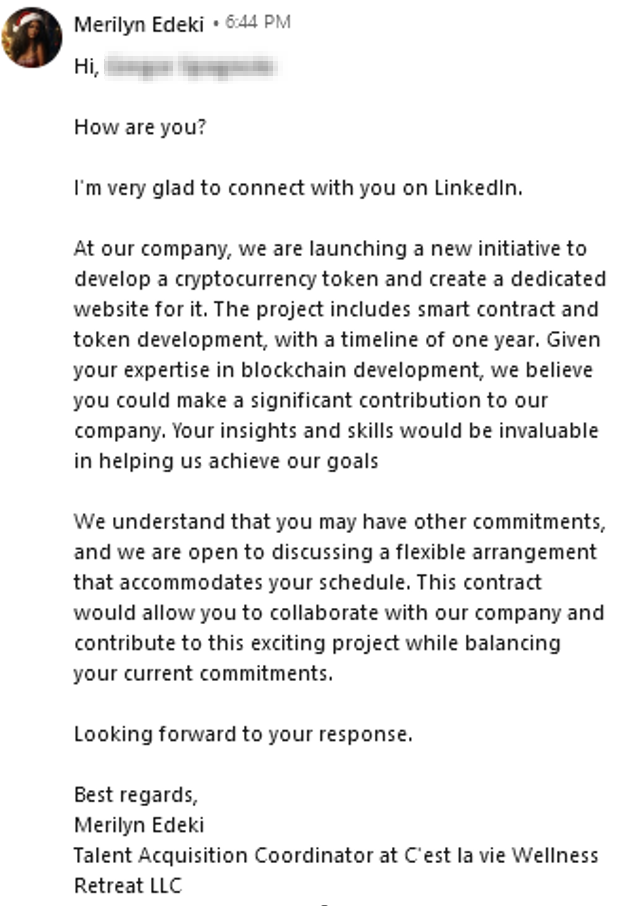 Merilyn Edeki • 6:44 PM
Hi,
How are you?
I'm very glad to connect with you on LinkedIn.
At our company, we are launching a new initiative to
develop a cryptocurrency token and create a dedicated
website for it. The project includes smart contract and
token development, with a timeline of one year. Given
your expertise in blockchain development, we believe
you could make a significant contribution to our
company. Your insights and skills would be invaluable
in helping us achieve our goals
We understand that you may have other commitments,
and we are open to discussing a flexible arrangement
that accommodates your schedule. This contract
would allow you to collaborate with our company and
contribute to this exciting project while balancing
your current commitments.
Looking forward to your response.
Best regards,
Merilyn Edeki
Talent Acquisition Coordinator at C'est la vie Wellness
Retreat LLC